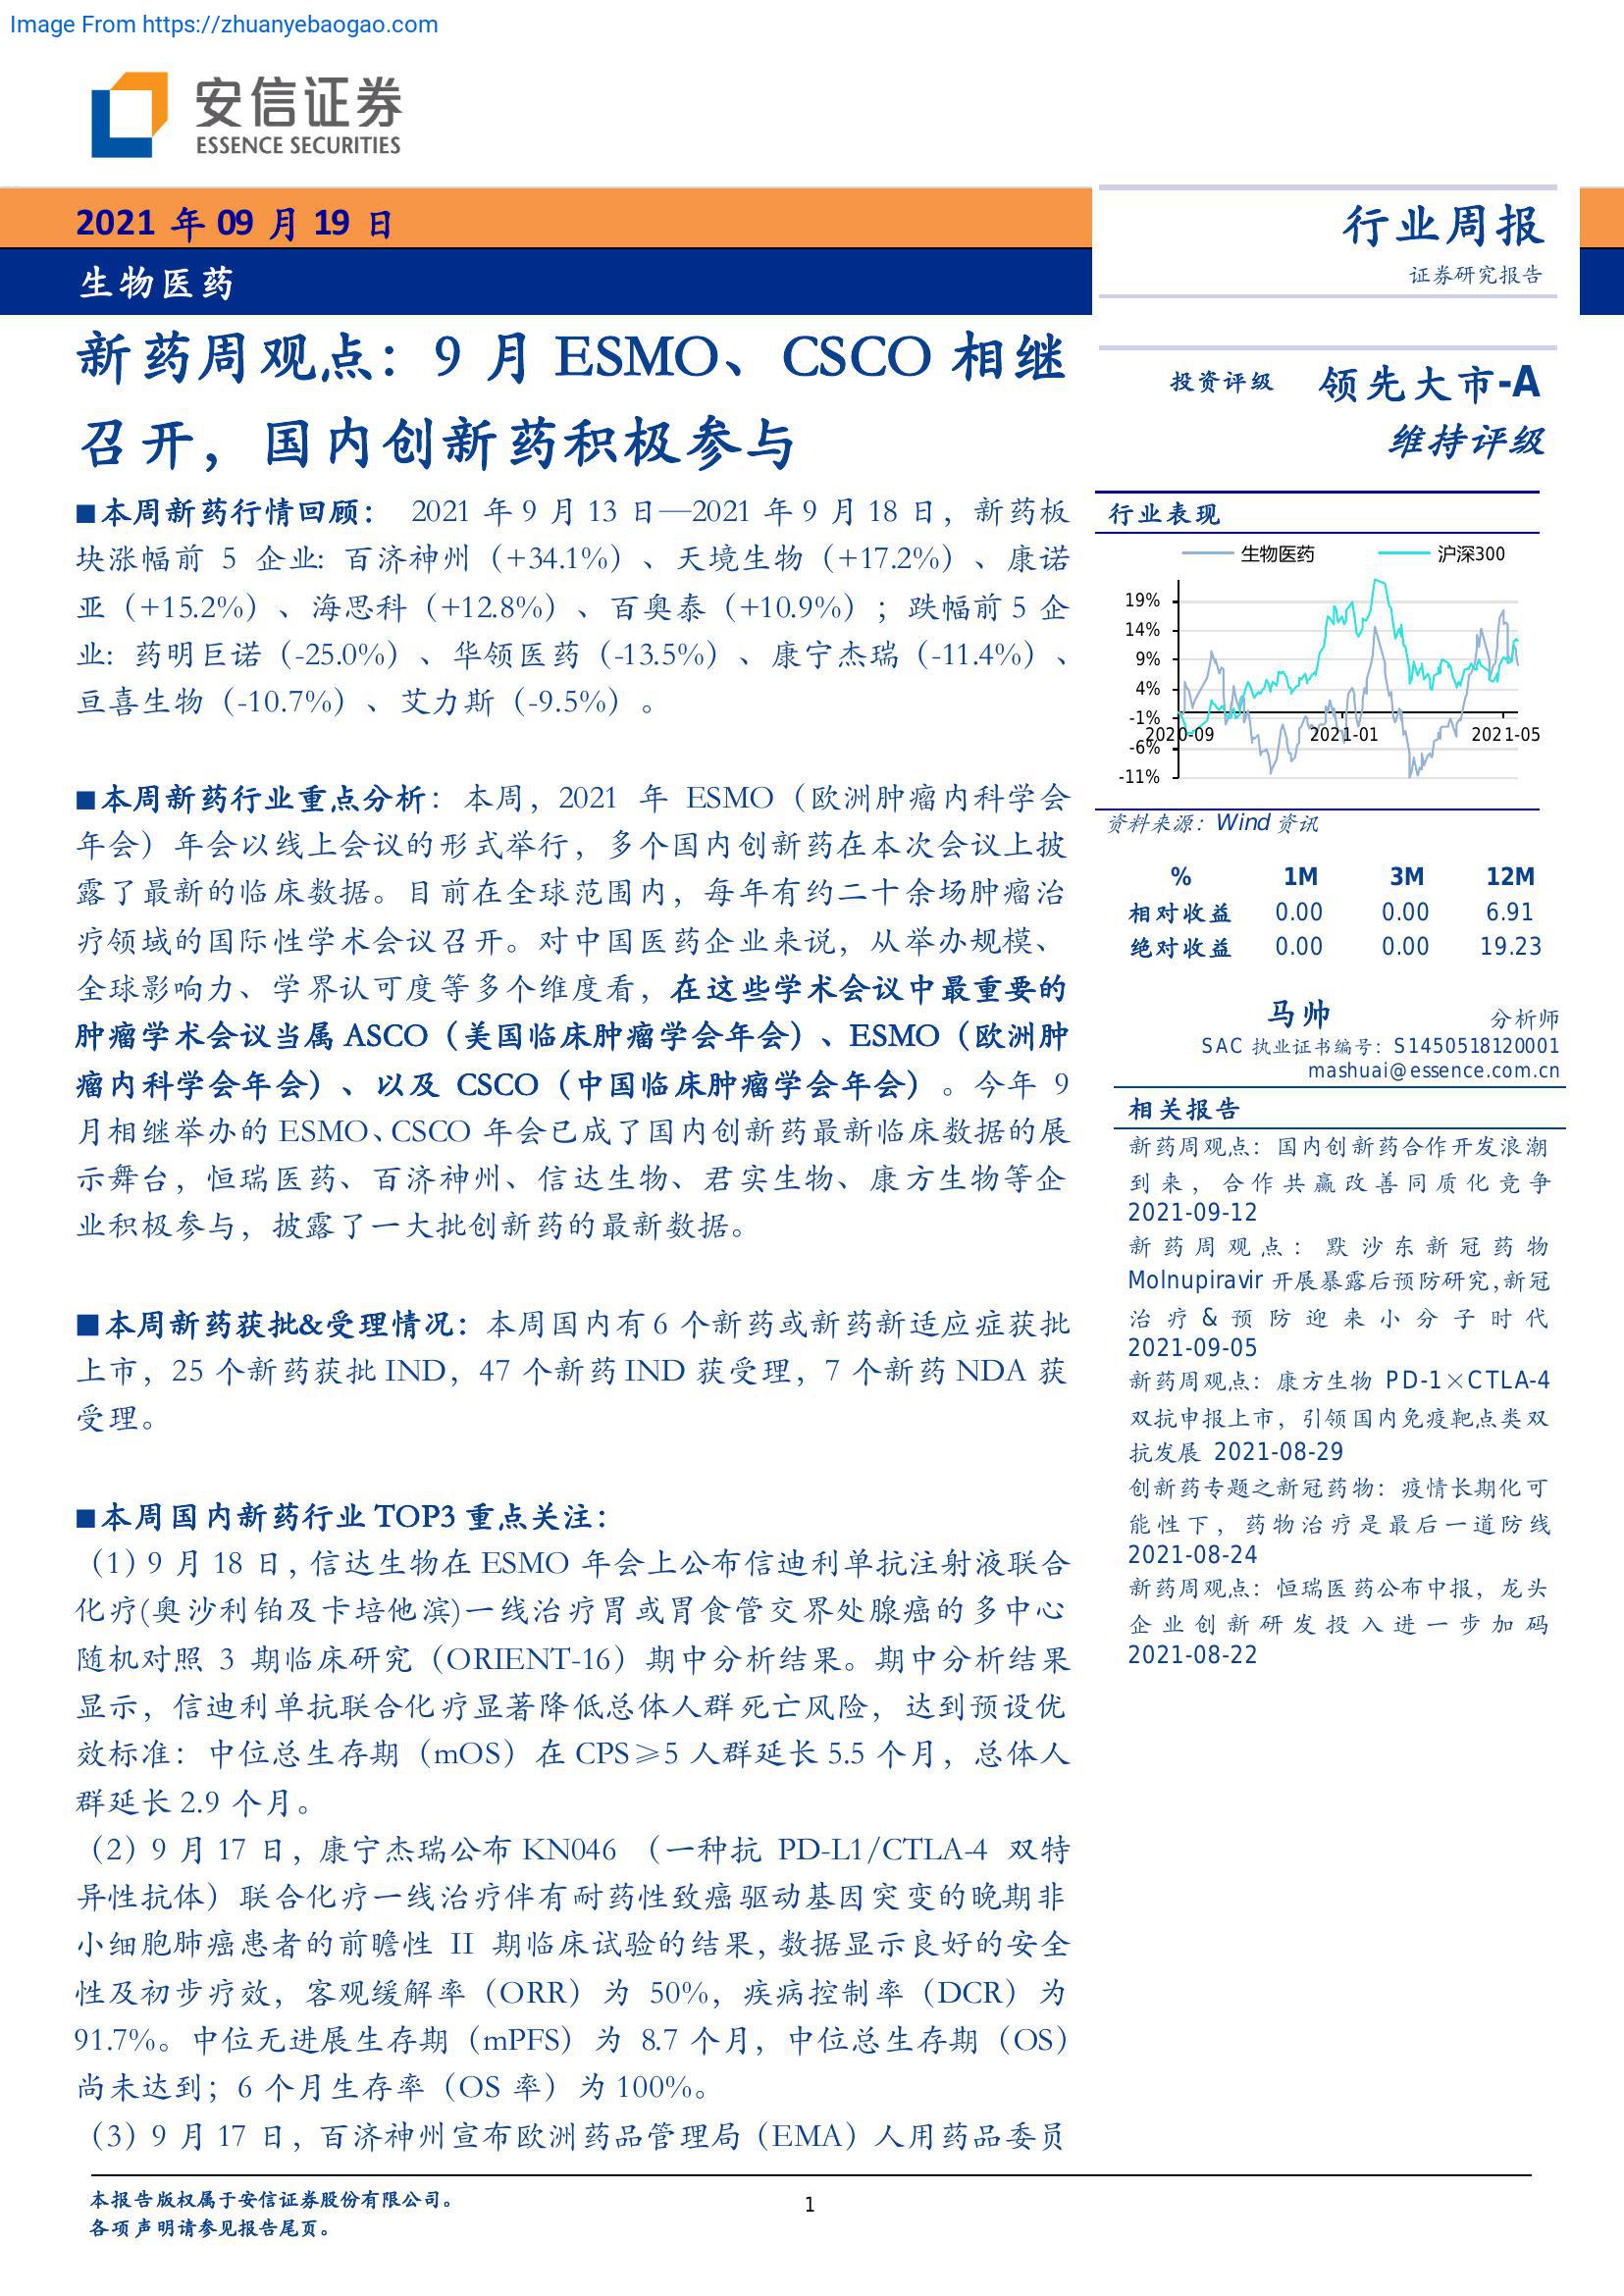 Image From https://zhuanyebaogao.com
安信证券
ESSENCE SECURITIES
2021 年 09 月 19 日
生物医药
行业周报
证券研究报告
新药周观点：9 月 ESMO、CSCO 相继
召开，国内创新药积极参与
■本周新药行情回顾： 2021 年 9 月 13 日—2021 年 9 月 18 日，新药板
块涨幅前 5 企业：百济神州（+34.1%）、天境生物（+17.2%）、康诺
亚（+15.2%）、海思科（+12.8%）、百奥泰（+10.9%）；跌幅前 5 企
业：药明巨诺（-25.0%）、华领医药（-13.5%）、康宁杰瑞（-11.4%）、
亘喜生物（-10.7%）、艾力斯（-9.5%）。
■本周新药行业重点分析：本周，2021 年 ESMO（欧洲肿瘤内科学会
年会）年会以线上会议的形式举行，多个国内创新药在本次会议上披
露了最新的临床数据。目前在全球范围内，每年有约二十余场肿瘤治
疗领域的国际性学术会议召开。对中国医药企业来说，从举办规模、
全球影响力、学界认可度等多个维度看，在这些学术会议中最重要的
肿瘤学术会议当属 ASCO（美国临床肿瘤学会年会）、ESMO（欧洲肿
瘤内科学会年会）、以及 CSCO（中国临床肿瘤学会年会）。今年 9
月相继举办的 ESMO、CSCO 年会已成了国内创新药最新临床数据的展
示舞台，恒瑞医药、百济神州、信达生物、君实生物、康方生物等企
业积极参与，披露了一大批创新药的最新数据。
■本周新药获批&受理情况：本周国内有 6 个新药或新药新适应症获批
上市，25 个新药获批 IND，47 个新药 IND 获受理，7 个新药 NDA 获
受理。
■本周国内新药行业 TOP3 重点关注：
（1）9 月 18 日，信达生物在 ESMO 年会上公布信迪利单抗注射液联合
化疗(奥沙利铂及卡培他滨)一线治疗胃或胃食管交界处腺癌的多中心
随机对照 3 期临床研究（ORIENT-16）期中分析结果。期中分析结果
显示，信迪利单抗联合化疗显著降低总体人群死亡风险，达到预设优
效标准：中位总生存期（mOS）在 CPS≥5 人群延长 5.5 个月，总体人
群延长 2.9 个月。
（2）9 月 17 日，康宁杰瑞公布 KN046 （一种抗 PD-L1/CTLA-4 双特
异性抗体）联合化疗一线治疗伴有耐药性致癌驱动基因突变的晚期非
小细胞肺癌患者的前瞻性 II 期临床试验的结果，数据显示良好的安全
性及初步疗效，客观缓解率（ORR）为 50%，疾病控制率（DCR）为
91.7%。中位无进展生存期（mPFS）为 8.7 个月，中位总生存期（OS）
尚未达到；6 个月生存率（OS 率）为 100%。
（3）9 月 17 日，百济神州宣布欧洲药品管理局（EMA）人用药品委员
投资评级 领先大市-A
维持评级
行业表现
生物医药 沪深300
19%
14%
9%
4%
-1%
2020-09 2021-01 2021-05
-6%
-11%
资料来源：Wind 资讯
% 1M 3M 12M
相对收益 0.00 0.00 6.91
绝对收益 0.00 0.00 19.23
马帅 分析师
SAC 执业证书编号：S1450518120001
mashuai@essence.com.cn
相关报告
新药周观点：国内创新药合作开发浪潮
到来，合作共赢改善同质化竞争
2021-09-12
新药周观点：默沙东新冠药物
Molnupiravir 开展暴露后预防研究，新冠
治疗&预防迎来小分子时代
2021-09-05
新药周观点：康方生物 PD-1×CTLA-4
双抗申报上市，引领国内免疫靶点类双
抗发展 2021-08-29
创新药专题之新冠药物：疫情长期化可
能性下，药物治疗是最后一道防线
2021-08-24
新药周观点：恒瑞医药公布中报，龙头
企业创新研发投入进一步加码
2021-08-22
本报告版权属于安信证券股份有限公司。
各项声明请参见报告尾页。
1